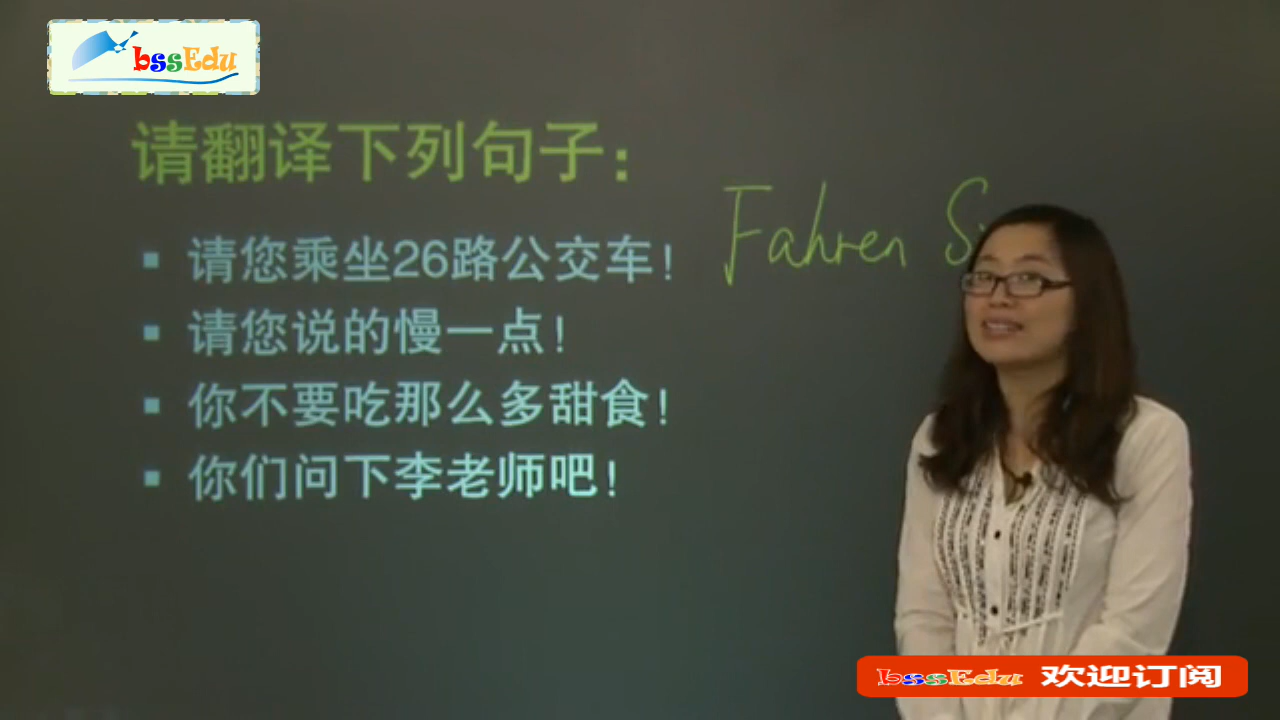 bssEdu
请翻译下列句子：
▪ 请您乘坐26路公交车！
Fahren
▪ 请您说的慢一点！
▪ 你不要吃那么多甜食！
▪ 你们问下李老师吧！
bssEdu 欢迎订阅